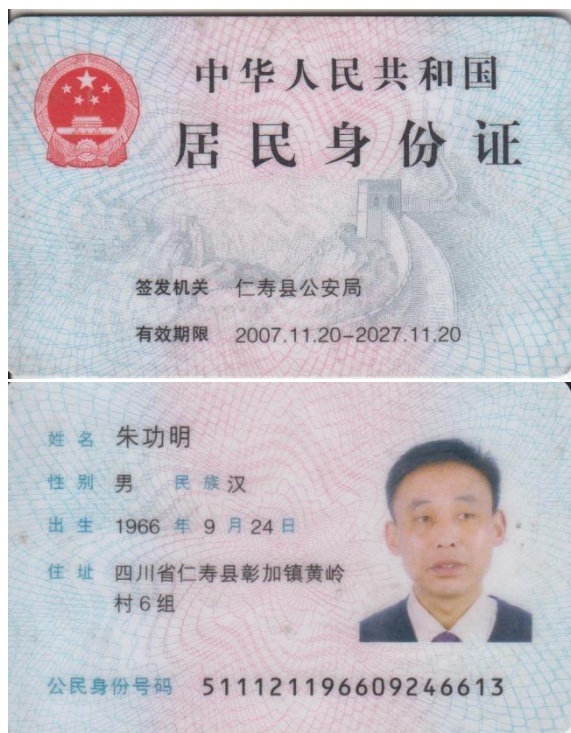 中华人民共和国
居民身份证
签发机关 仁寿县公安局
有效期限 2007.11.20-2027.11.20
姓名 朱功明
性别 男 民族 汉
出生 1966 年 9 月 24 日
住址 四川省仁寿县彰加镇黄岭
村6组
公民身份号码 511121196609246613